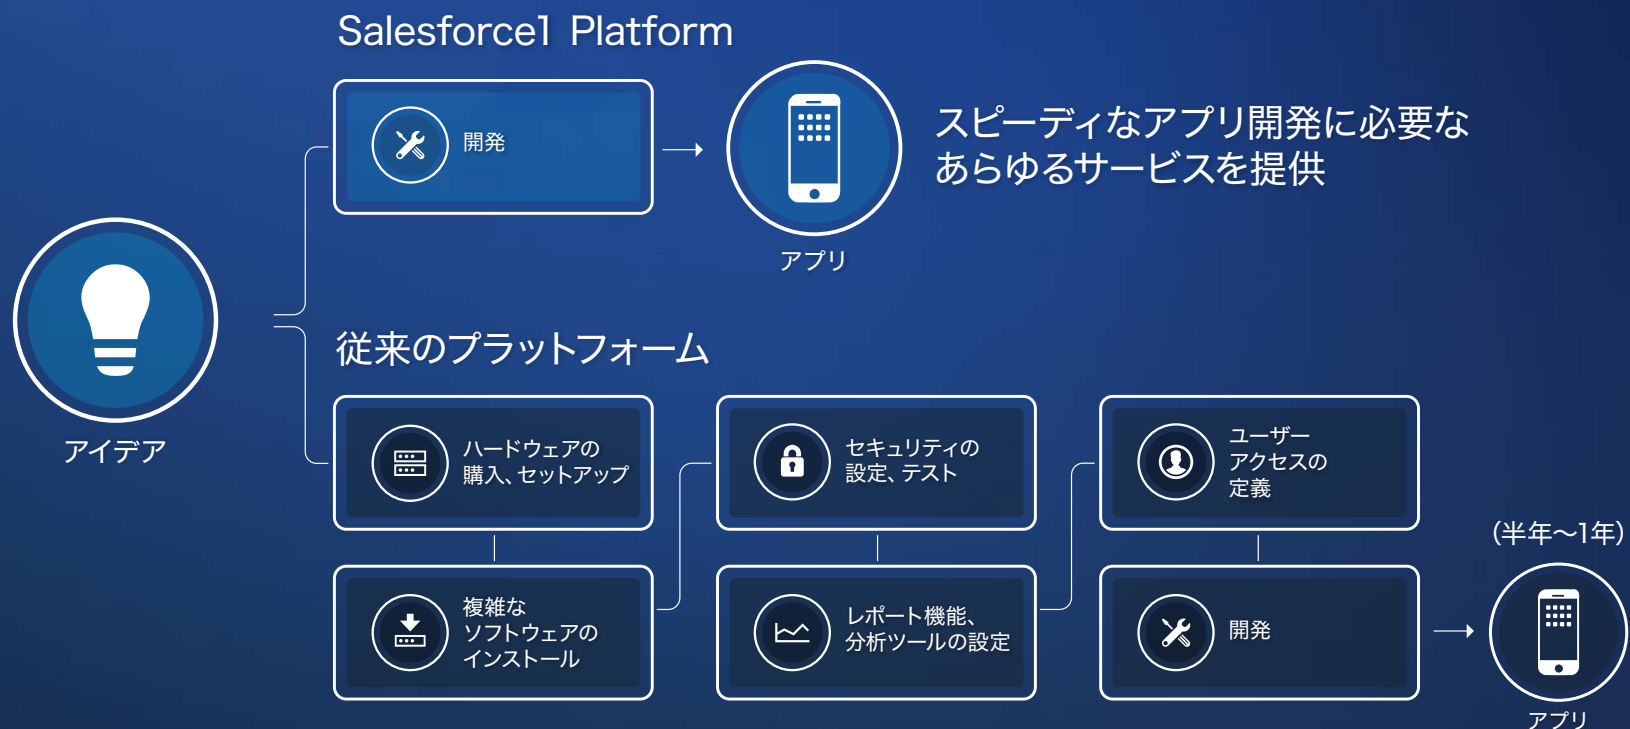 Salesforce1 Platform
開発
アプリ
スピーディなアプリ開発に必要な
あらゆるサービスを提供
アイデア
従来のプラットフォーム
ハードウェアの
購入、セットアップ
複雑な
ソフトウェアの
インストール
セキュリティの
設定、テスト
レポート機能、
分析ツールの設定
ユーザー
アクセスの
定義
開発
(半年〜1年)
アプリ